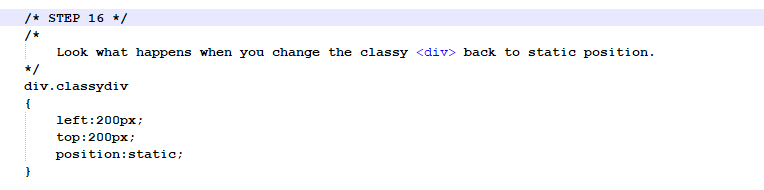 /* STEP 16 */
/*
Look what happens when you change the classy <div> back to static position.
*/
div.classydiv
{
left:200px;
top:200px;
position:static;
}